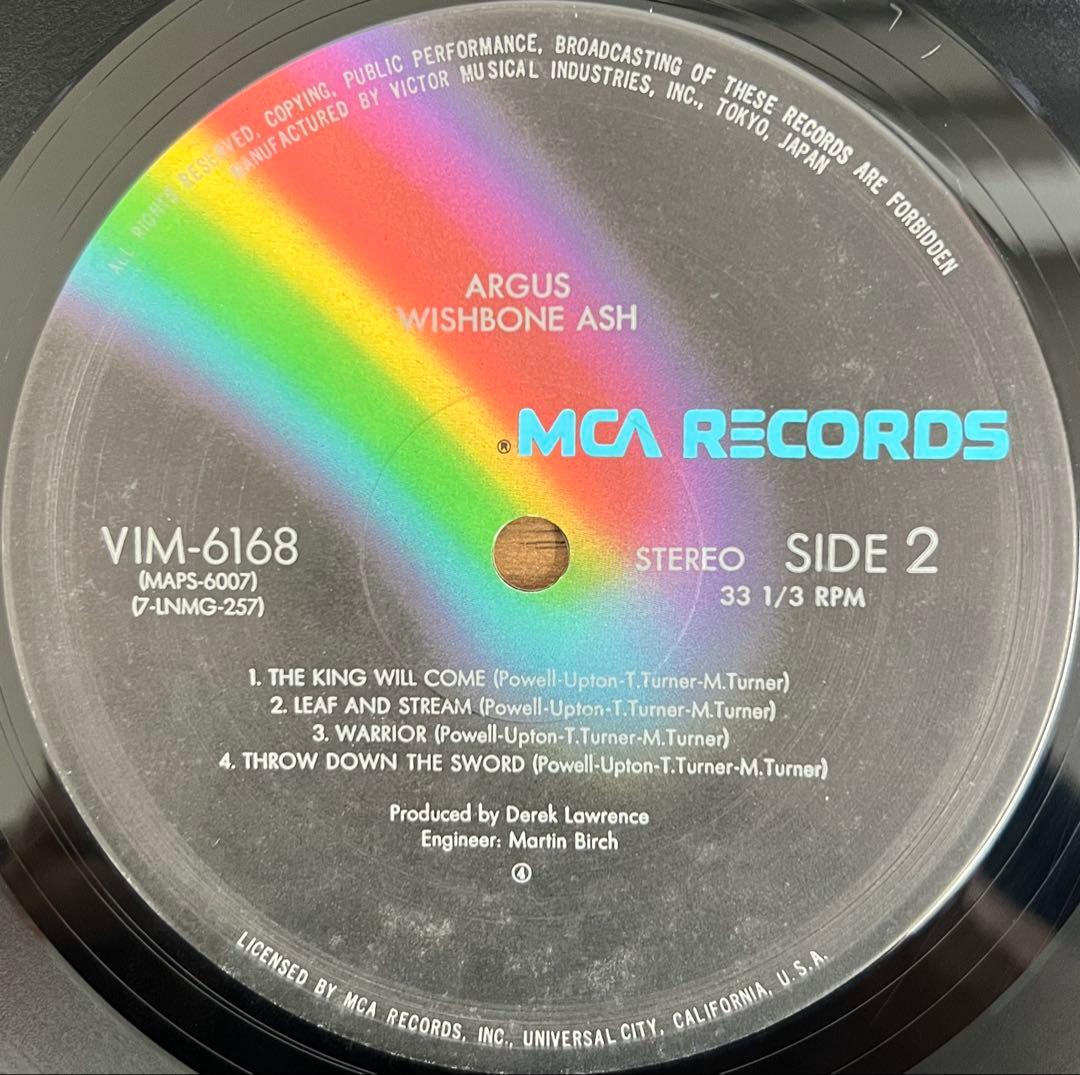 ALL RIGHTS RESERVED. COPYING, PUBLIC PERFORMANCE, BROADCASTING OF THESE RECORDS ARE FORBIDDEN
MANUFACTURED BY VICTOR MUSICAL INDUSTRIES, INC., TOKYO, JAPAN
ARGUS
WISHBONE ASH
® MCA RECORDS
VIM-6168
(MAPS-6007)
(7-LNMG-257)
STEREO SIDE 2
33 1/3 RPM
1. THE KING WILL COME (Powell-Upton-T.Turner-M.Turner)
2. LEAF AND STREAM (Powell-Upton-T.Turner-M.Turner)
3. WARRIOR (Powell-Upton-T.Turner-M.Turner)
4. THROW DOWN THE SWORD (Powell-Upton-T.Turner-M.Turner)
Produced by Derek Lawrence
Engineer: Martin Birch
④
LICENSED BY MCA RECORDS, INC., UNIVERSAL CITY, CALIFORNIA, U.S.A.